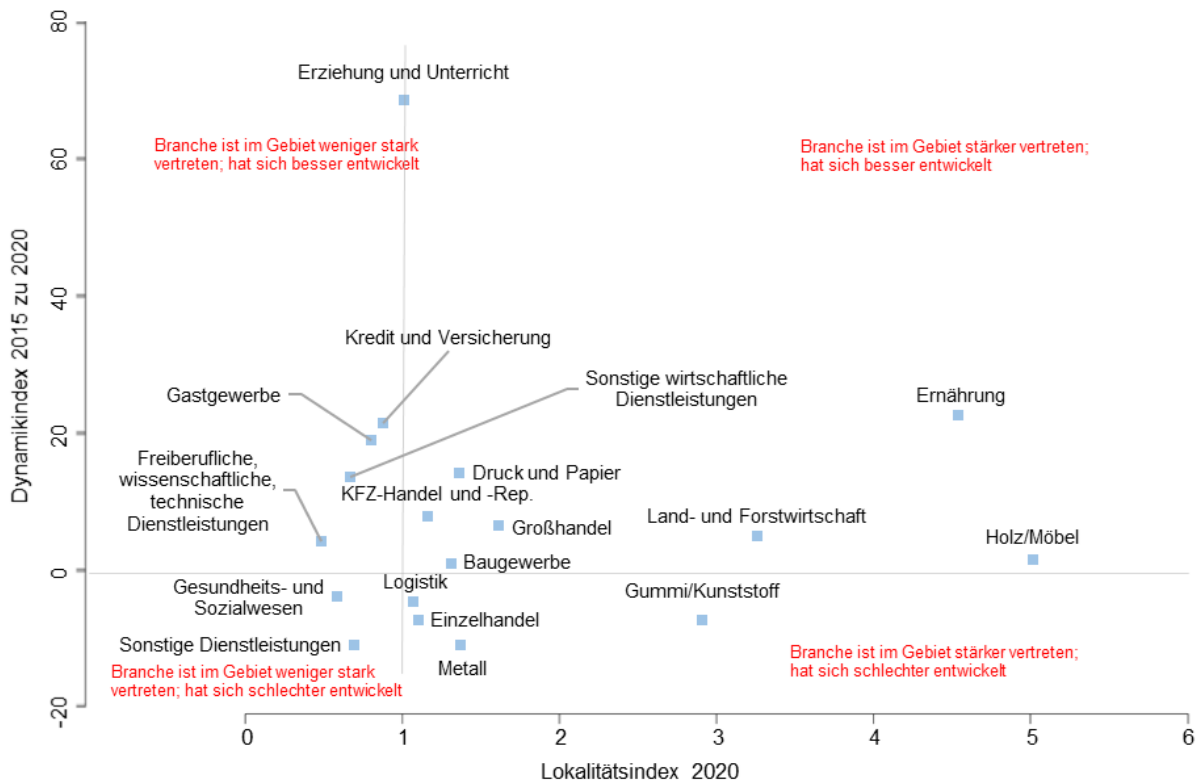 80
Erziehung und Unterricht
Branche ist im Gebiet weniger stark
vertreten; hat sich besser entwickelt
Branche ist im Gebiet stärker vertreten;
hat sich besser entwickelt
60
Dynamikindex 2015 zu 2020
40
Kredit und Versicherung
Gastgewerbe
Sonstige wirtschaftliche
Dienstleistungen
Ernährung
20
Freiberufliche,
wissenschaftliche,
technische
Dienstleistungen
Druck und Papier
KFZ-Handel und -Rep.
Großhandel
Land- und Forstwirtschaft
Holz/Möbel
Baugewerbe
0
Logistik
Gesundheits- und
Sozialwesen
Gummi/Kunststoff
Einzelhandel
Sonstige Dienstleistungen
Metall
Branche ist im Gebiet weniger stark
vertreten; hat sich schlechter entwickelt
Branche ist im Gebiet stärker vertreten;
hat sich schlechter entwickelt
-20
0 1 2 3 4 5 6
Lokalitätsindex 2020